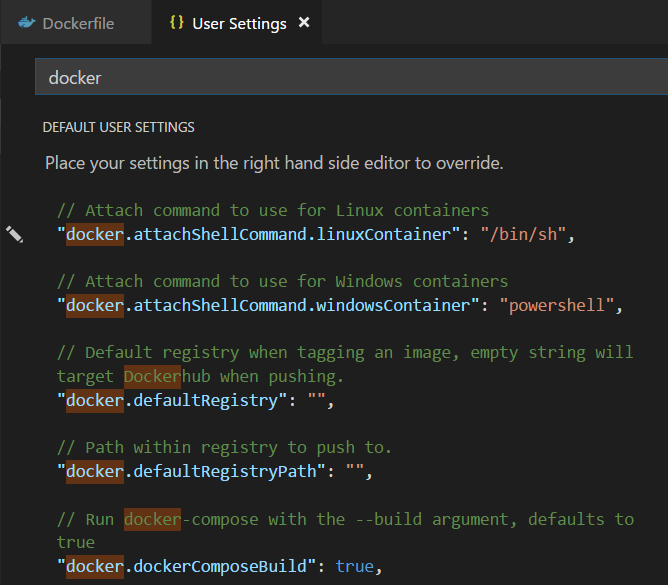 Dockerfile
{} User Settings ×
docker
DEFAULT USER SETTINGS
Place your settings in the right hand side editor to override.
// Attach command to use for Linux containers
"docker.attachShellCommand.linuxContainer": "/bin/sh",
// Attach command to use for Windows containers
"docker.attachShellCommand.windowsContainer": "powershell",
// Default registry when tagging an image, empty string will
target Dockerhub when pushing.
"docker.defaultRegistry": "",
// Path within registry to push to.
"docker.defaultRegistryPath": "",
// Run docker-compose with the --build argument, defaults to
true
"docker.dockerComposeBuild": true,